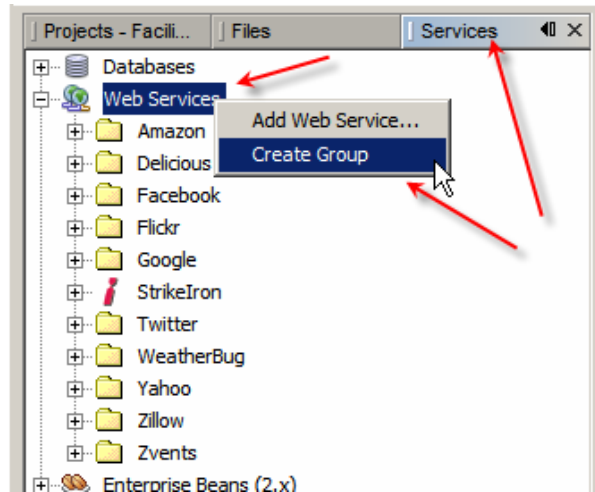 Projects - Facili... Files Services
Databases
Web Services
Add Web Service...
Amazon
Create Group
Delicious
Facebook
Flickr
Google
StrikeIron
Twitter
WeatherBug
Yahoo
Zillow
Zvents
Enterprise Beans (2.x)